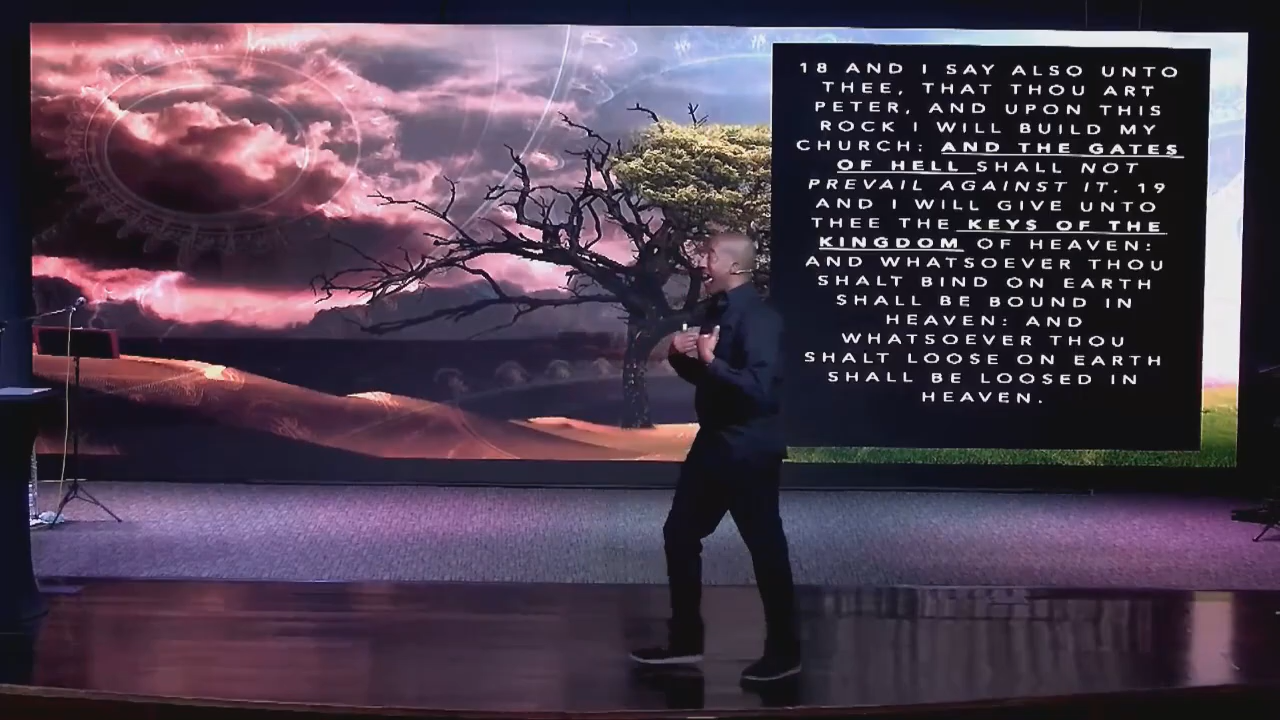 18 AND I SAY ALSO UNTO
THEE, THAT THOU ART
PETER, AND UPON THIS
ROCK I WILL BUILD MY
CHURCH; AND THE GATES
OF HELL SHALL NOT
PREVAIL AGAINST IT. 19
AND I WILL GIVE UNTO
THEE THE KEYS OF THE
KINGDOM OF HEAVEN:
AND WHATSOEVER THOU
SHALT BIND ON EARTH
SHALL BE BOUND IN
HEAVEN: AND
WHATSOEVER THOU
SHALT LOOSE ON EARTH
SHALL BE LOOSED IN
HEAVEN.